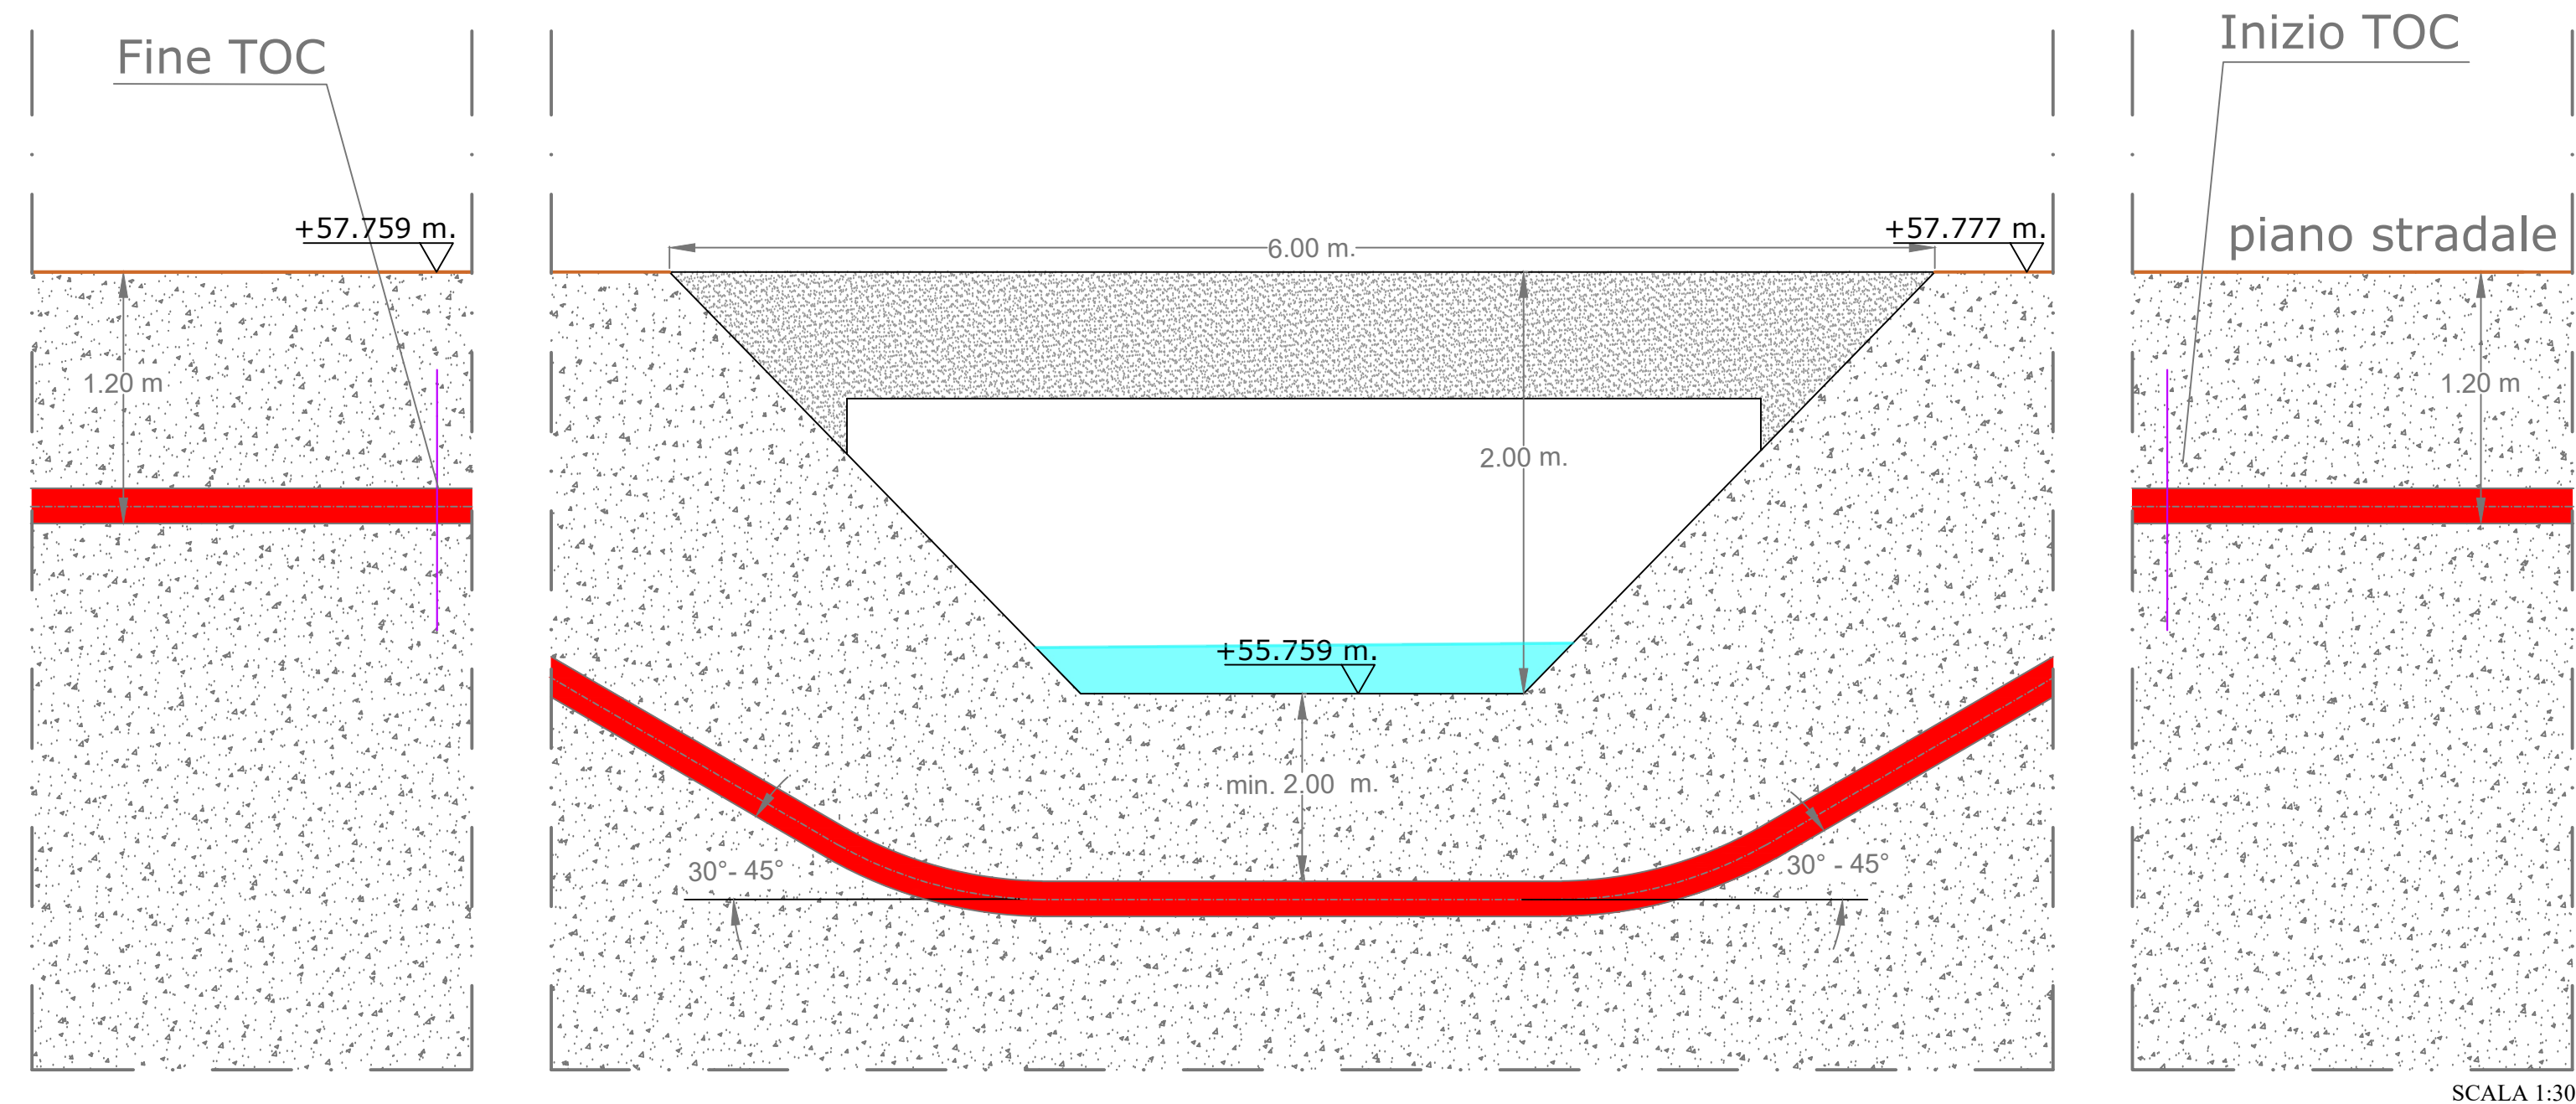 Fine TOC
Inizio TOC
+57.759 m.
6.00 m.
+57.777 m.
piano stradale
1.20 m
2.00 m.
1.20 m
+55.759 m.
min. 2.00 m.
30°- 45°
30° - 45°
SCALA 1:30